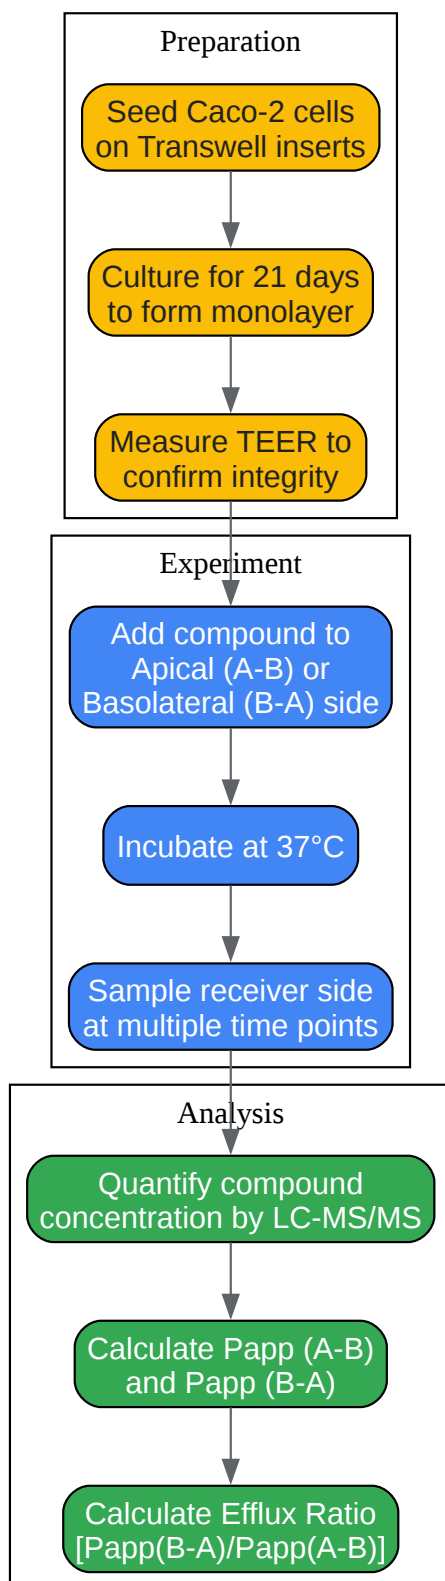 Preparation
Seed Caco-2 cells
on Transwell inserts
Culture for 21 days
to form monolayer
Measure TEER to
confirm integrity
Experiment
Add compound to
Apical (A-B) or
Basolateral (B-A) side
Incubate at 37°C
Sample receiver side
at multiple time points
Analysis
Quantify compound
concentration by LC-MS/MS
Calculate Papp (A-B)
and Papp (B-A)
Calculate Efflux Ratio
[Papp(B-A)/Papp(A-B)]